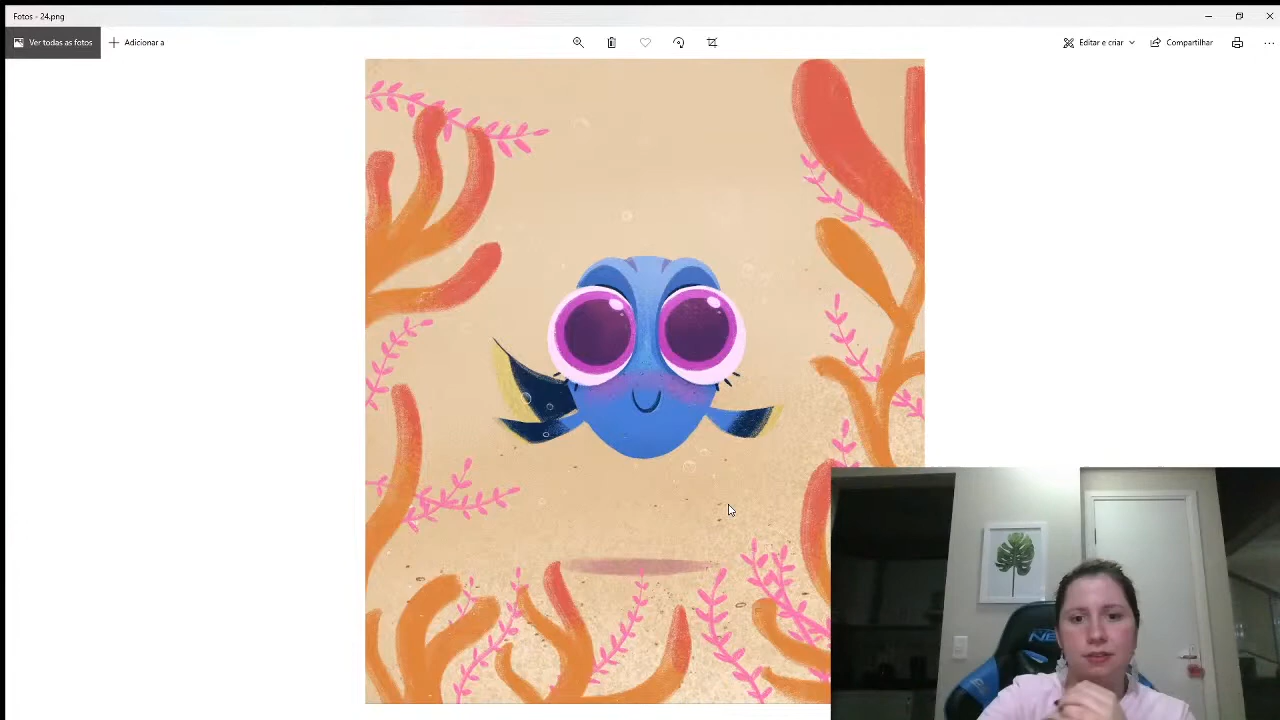 Fotos - 24.png
Ver todas as fotos
Adicionar a
Editar e criar
Compartilhar